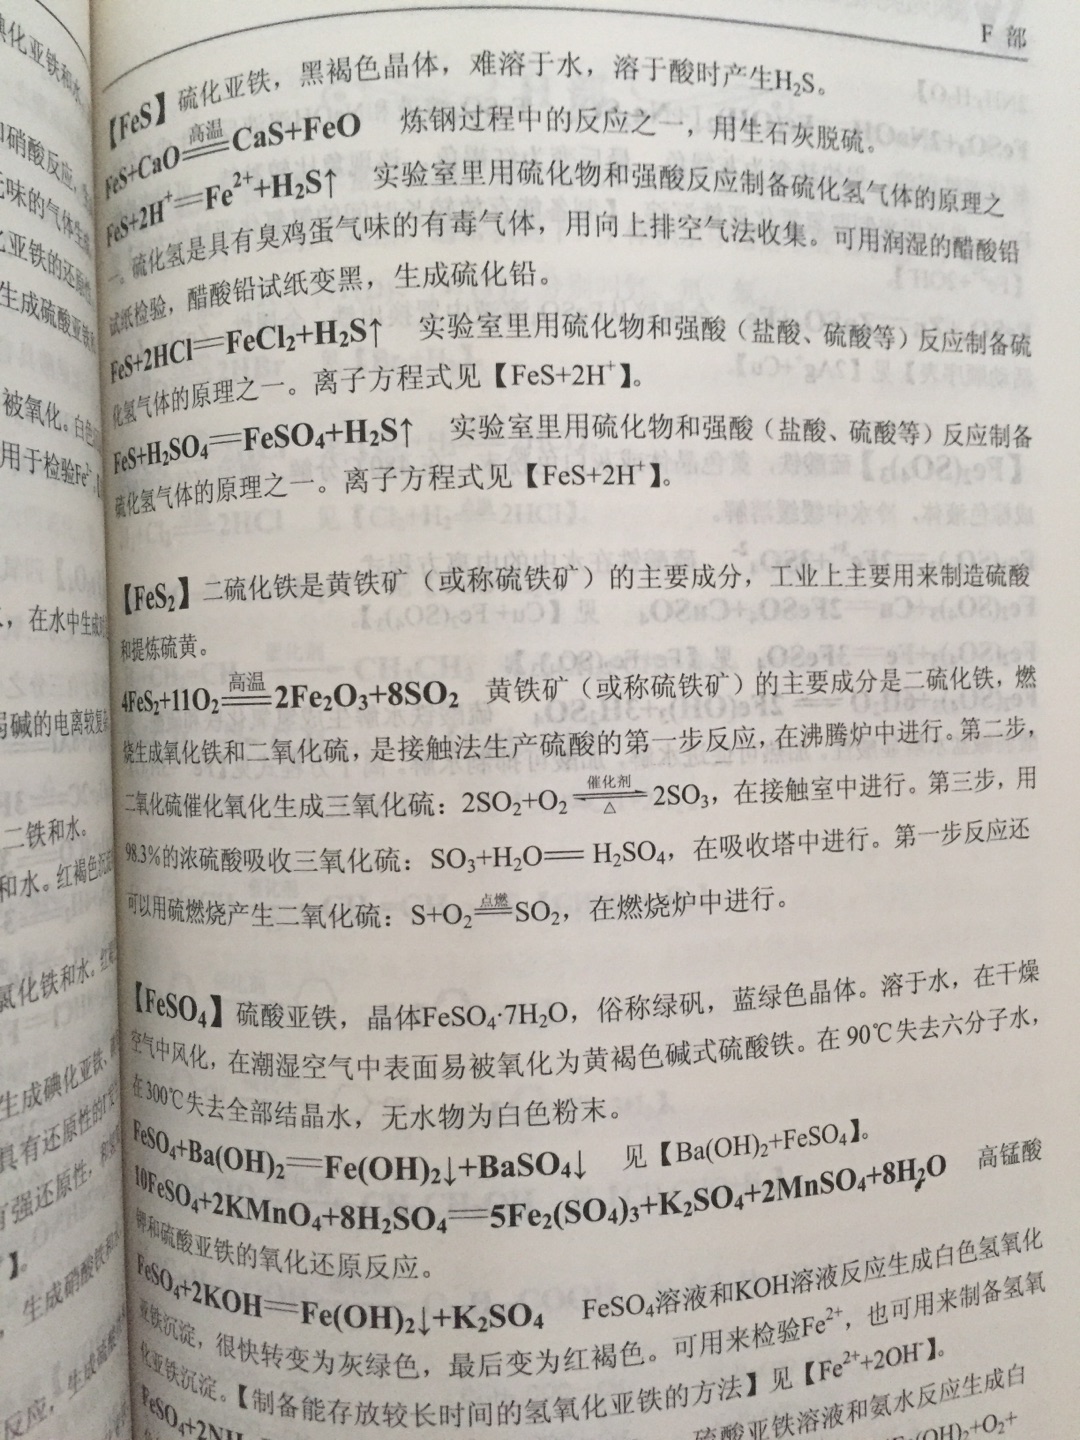 F 部
【FeS】硫化亚铁，黑褐色晶体，难溶于水，溶于酸时产生H₂S。
FeS+CaO==高温==CaS+FeO 炼钢过程中的反应之一，用生石灰脱硫。
FeS+2H⁺==Fe²⁺+H₂S↑ 实验室里用硫化物和强酸反应制备硫化氢气体的原理之
一。硫化氢是具有臭鸡蛋气味的有毒气体，用向上排空气法收集。可用润湿的醋酸铅
试纸检验，醋酸铅试纸变黑，生成硫化铅。
FeS+2HCl==FeCl₂+H₂S↑ 实验室里用硫化物和强酸（盐酸、硫酸等）反应制备硫
化氢气体的原理之一。离子方程式见【FeS+2H⁺】。
FeS+H₂SO₄==FeSO₄+H₂S↑ 实验室里用硫化物和强酸（盐酸、硫酸等）反应制备
硫化氢气体的原理之一。离子方程式见【FeS+2H⁺】。
【FeS₂】二硫化铁是黄铁矿（或称硫铁矿）的主要成分，工业上主要用来制造硫酸
和提炼硫黄。
4FeS₂+11O₂==高温==2Fe₂O₃+8SO₂ 黄铁矿（或称硫铁矿）的主要成分是二硫化铁，燃
烧生成氧化铁和二氧化硫，是接触法生产硫酸的第一步反应，在沸腾炉中进行。第二步，
二氧化硫催化氧化生成三氧化硫：2SO₂+O₂ ⇌催化剂△ 2SO₃，在接触室中进行。第三步，用
98.3%的浓硫酸吸收三氧化硫：SO₃+H₂O== H₂SO₄，在吸收塔中进行。第一步反应还
可以用硫燃烧产生二氧化硫：S+O₂==点燃==SO₂，在燃烧炉中进行。
【FeSO₄】硫酸亚铁，晶体FeSO₄·7H₂O，俗称绿矾，蓝绿色晶体。溶于水，在干燥
空气中风化，在潮湿空气中表面易被氧化为黄褐色碱式硫酸铁。在 90℃失去六分子水，
在300℃失去全部结晶水，无水物为白色粉末。
FeSO₄+Ba(OH)₂==Fe(OH)₂↓+BaSO₄↓ 见【Ba(OH)₂+FeSO₄】。
10FeSO₄+2KMnO₄+8H₂SO₄==5Fe₂(SO₄)₃+K₂SO₄+2MnSO₄+8H₂O 高锰酸
钾和硫酸亚铁的氧化还原反应。
FeSO₄+2KOH==Fe(OH)₂↓+K₂SO₄ FeSO₄溶液和KOH溶液反应生成白色氢氧化
亚铁沉淀，很快转变为灰绿色，最后变为红褐色。可用来检验Fe²⁺，也可用来制备氢氧
化亚铁沉淀。【制备能存放较长时间的氢氧化亚铁的方法】见【Fe²⁺+2OH⁻】。
FeSO₄+2NH 硫酸亚铁溶液和氨水反应生成白
(OH)₂+O₂+